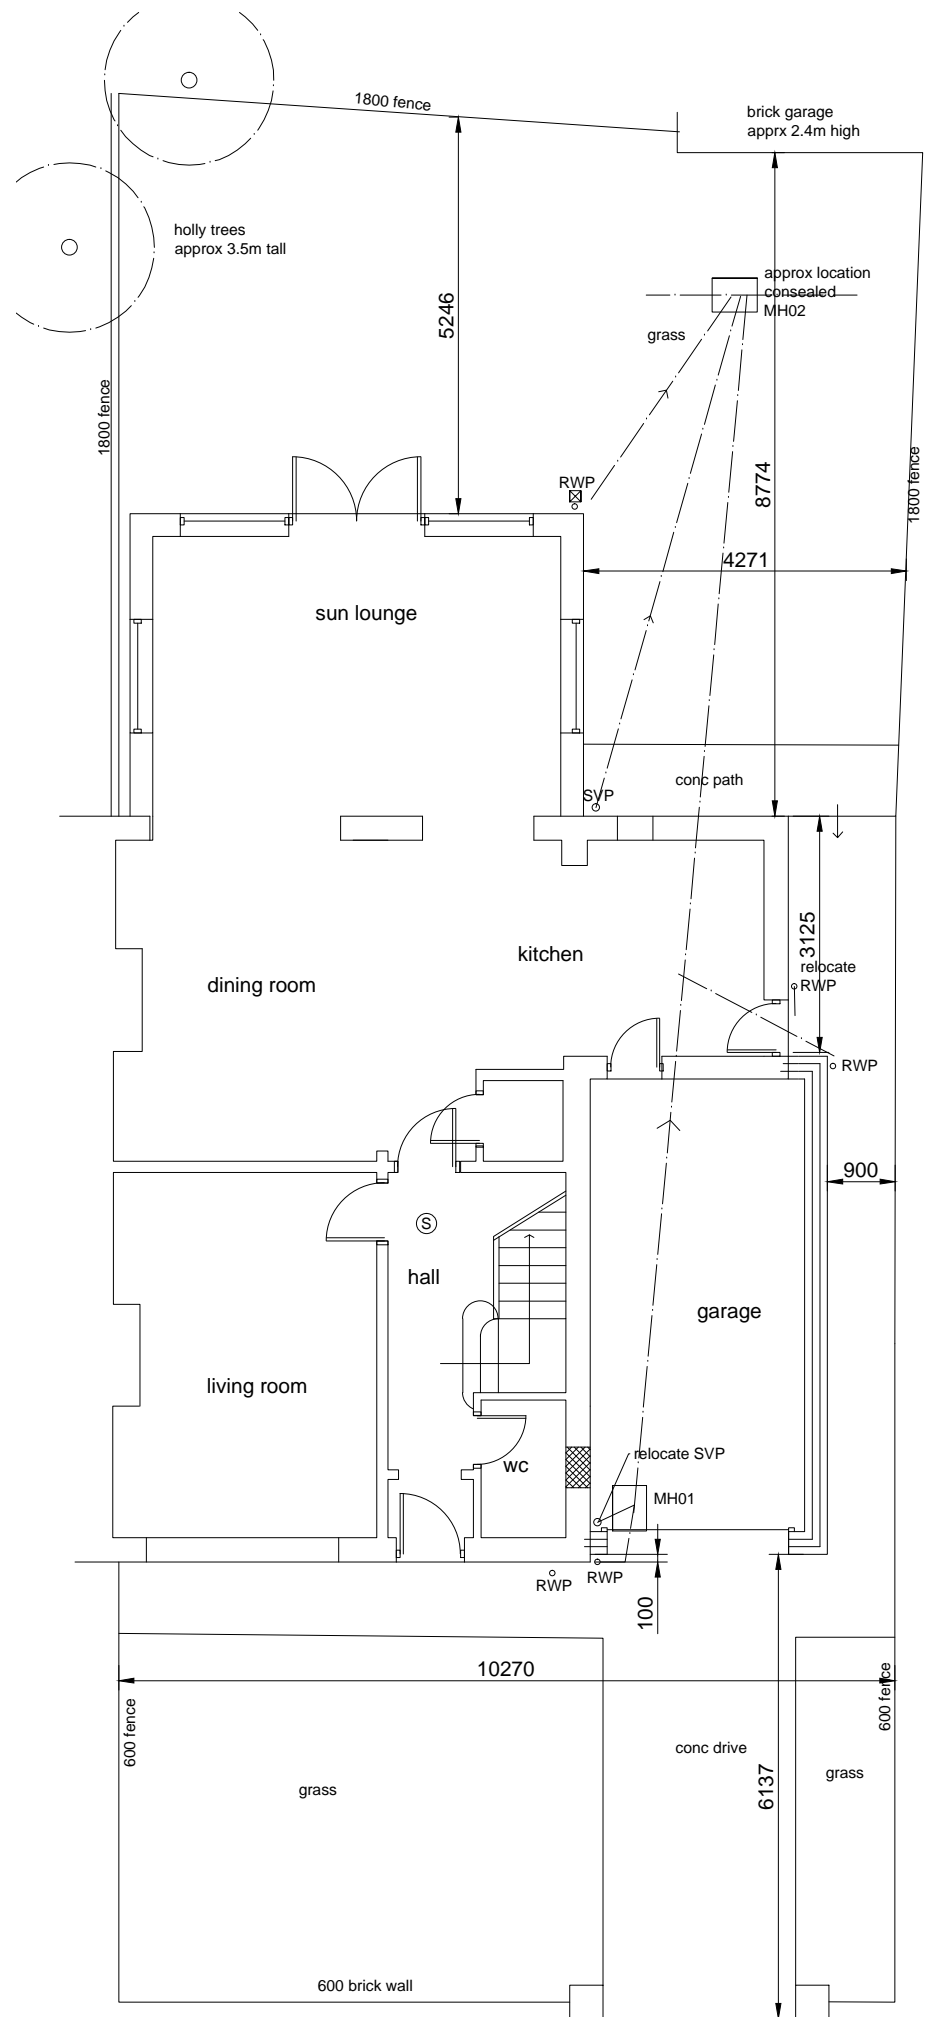 1800 fence
brick garage
apprx 2.4m high
holly trees
approx 3.5m tall
approx location
consealed
MH02
5246
grass
1800 fence
1800 fence
8774
RWP
4271
sun lounge
conc path
SVP
3125
kitchen
relocate
RWP
dining room
RWP
900
S
hall
garage
living room
relocate SVP
wc
MH01
RWP
RWP
100
10270
600 fence
600 fence
conc drive
6137
grass
grass
600 brick wall